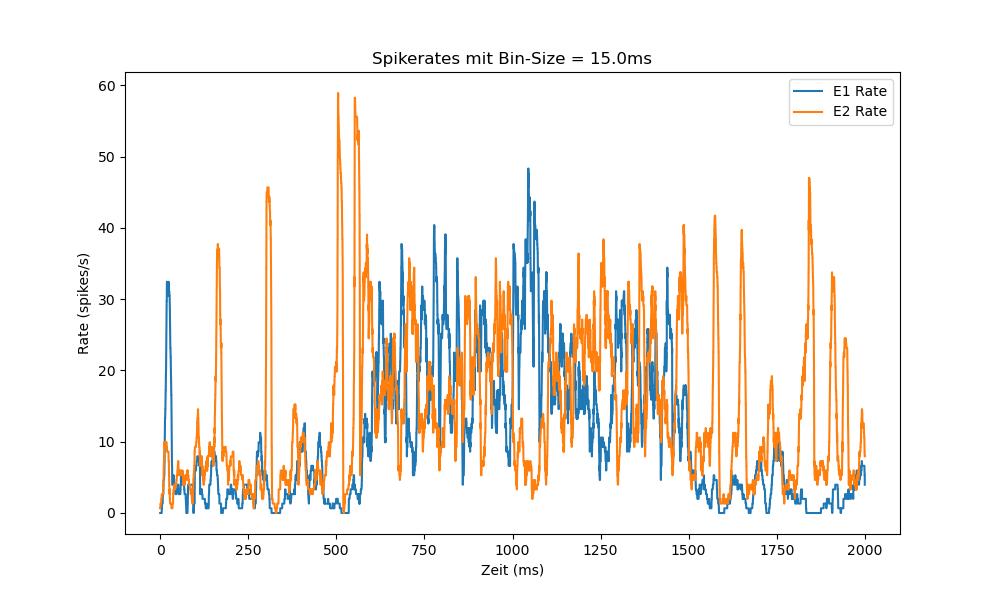 Spikerates mit Bin-Size = 15.0ms
E1 Rate
E2 Rate
60
50
40
30
20
10
0
Rate (spikes/s)
0 250 500 750 1000 1250 1500 1750 2000
Zeit (ms)